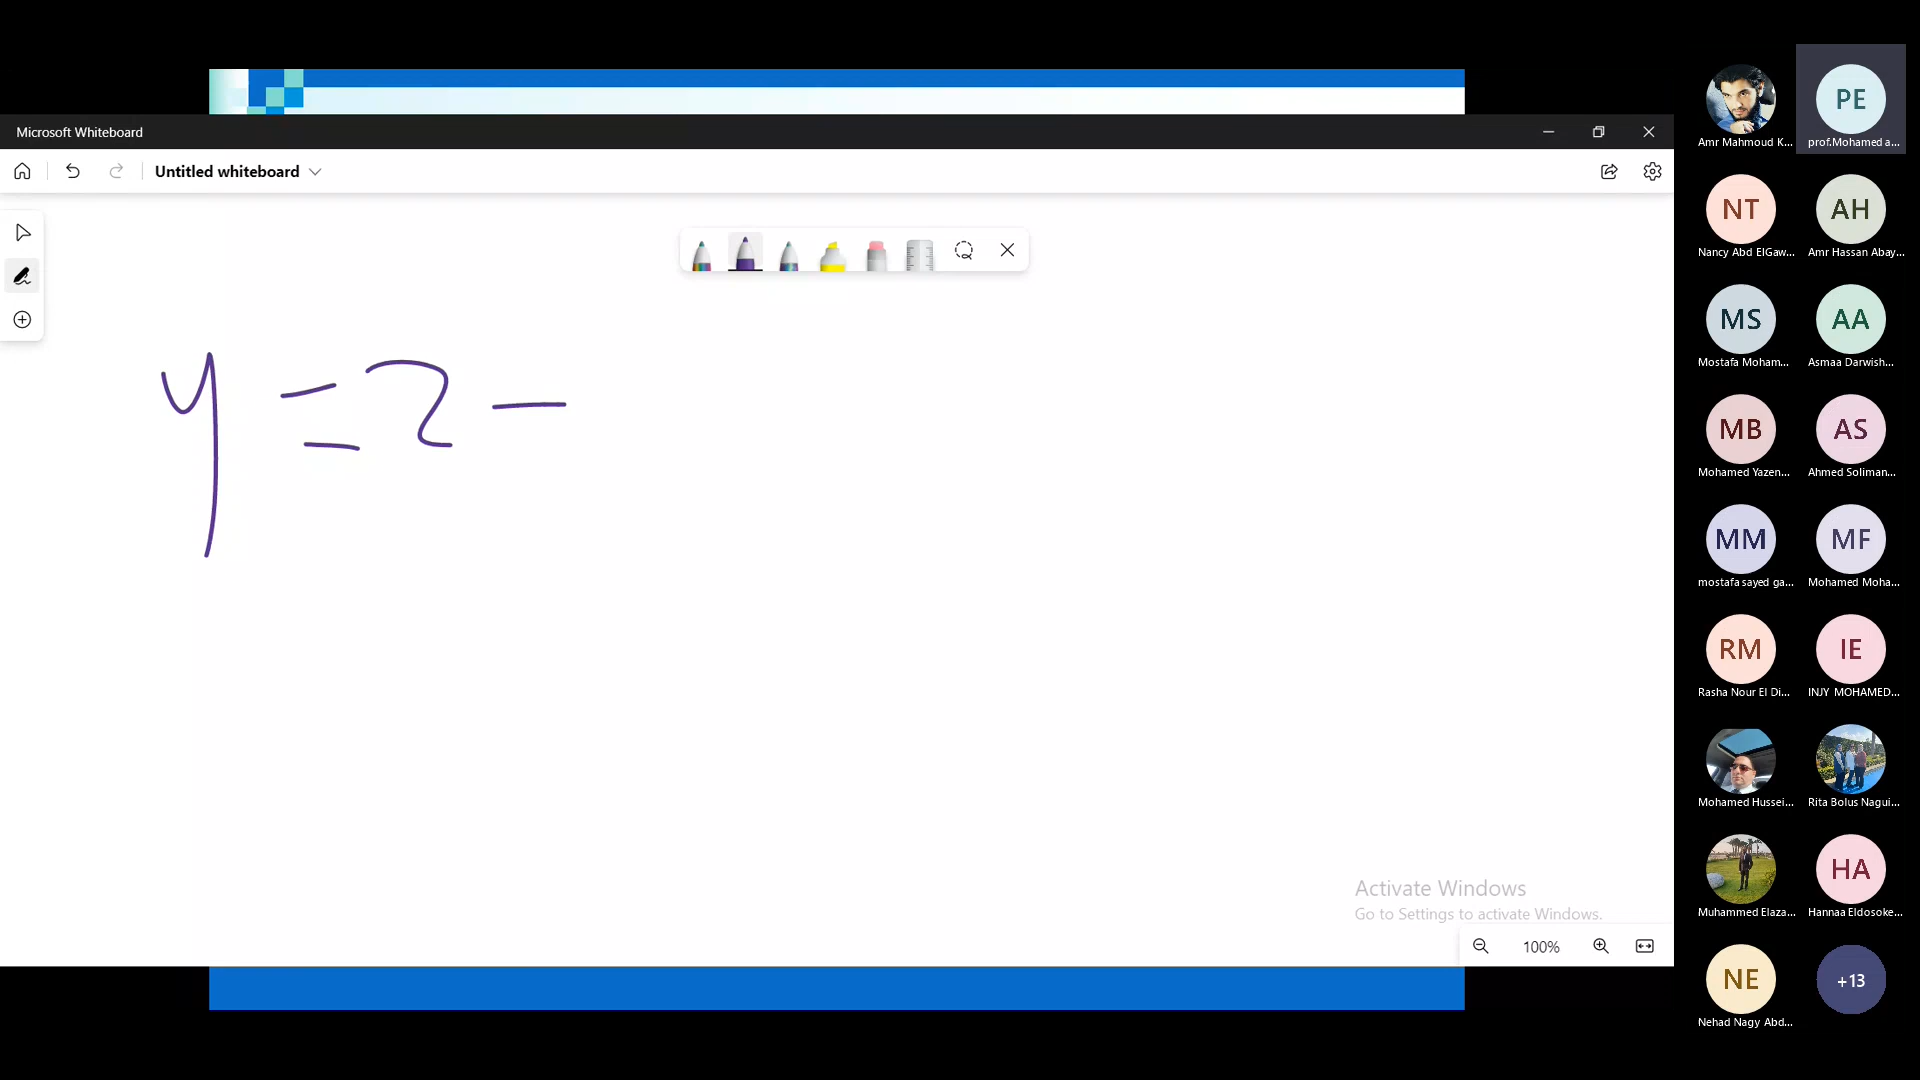 Microsoft Whiteboard
Untitled whiteboard
y = 2 –
Activate Windows
Go to Settings to activate Windows.
100%
Amr Mahmoud K...
PE
prof.Mohamed a...
NT
Nancy Abd ElGaw...
AH
Amr Hassan Abay...
MS
Mostafa Moham...
AA
Asmaa Darwish...
MB
Mohamed Yazen...
AS
Ahmed Soliman...
MM
mostafa sayed ga...
MF
Mohamed Moha...
RM
Rasha Nour El Di...
IE
INJY MOHAMED...
Mohamed Hussei...
Rita Bolus Nagui...
Muhammed Elaza...
HA
Hannaa Eldosoke...
NE
Nehad Nagy Abd...
+13